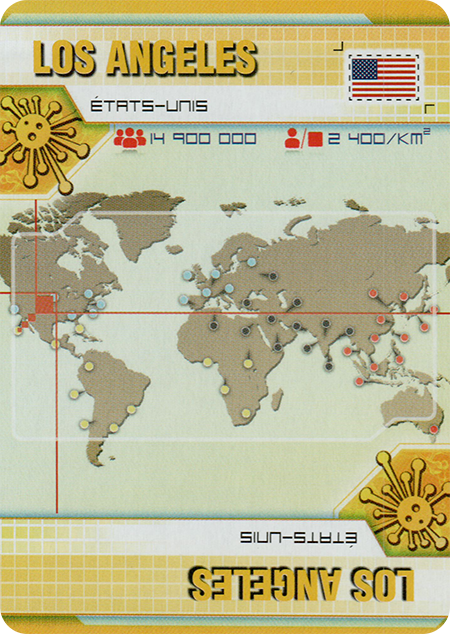 LOS ANGELES
ÉTATS-UNIS
14 900 000 / 2 400/KM²
ÉTATS-UNIS
LOS ANGELES